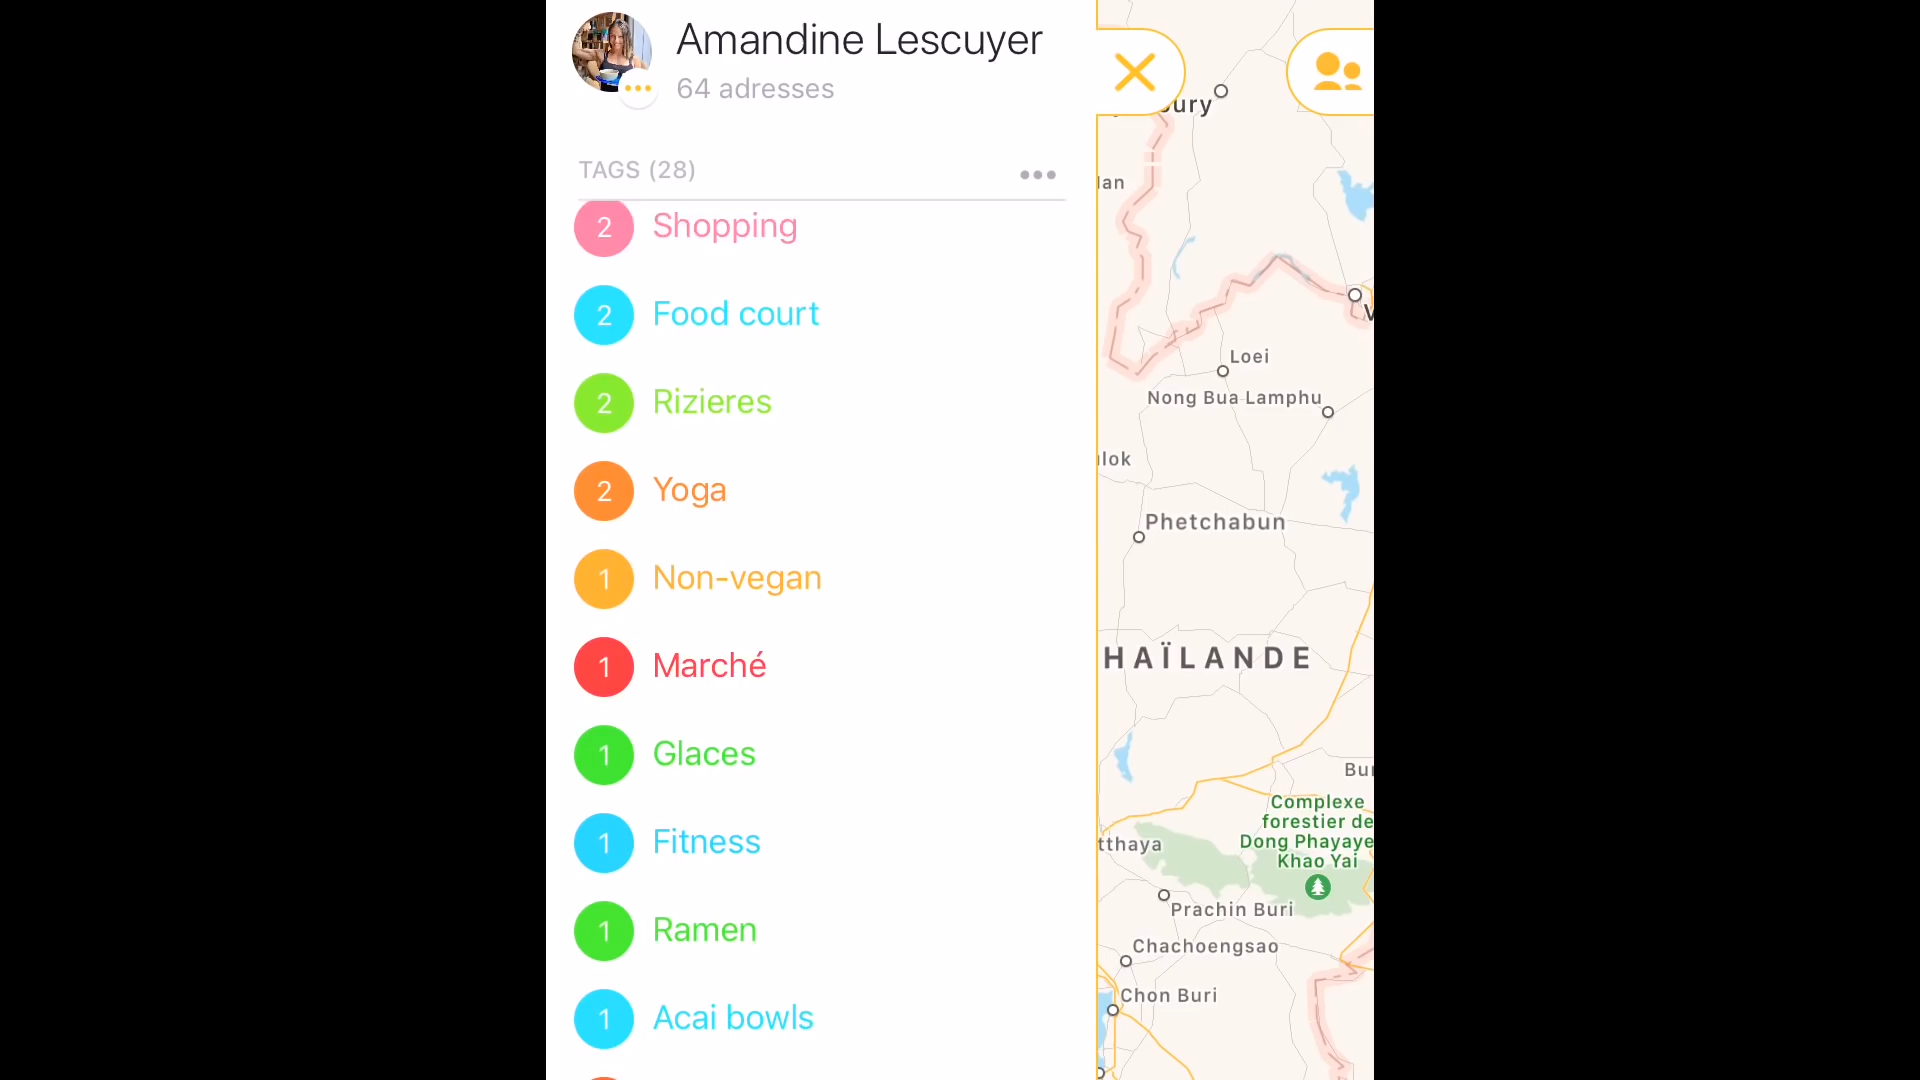 Amandine Lescuyer
64 adresses
TAGS (28)
2 Shopping
2 Food court
2 Rizieres
2 Yoga
1 Non-vegan
1 Marché
1 Glaces
1 Fitness
1 Ramen
1 Acai bowls
Loei
Nong Bua Lamphu
Phetchabun
HAÏLANDE
Complexe
forestier de
Dong Phayaye
Khao Yai
Prachin Buri
Chachoengsao
Chon Buri